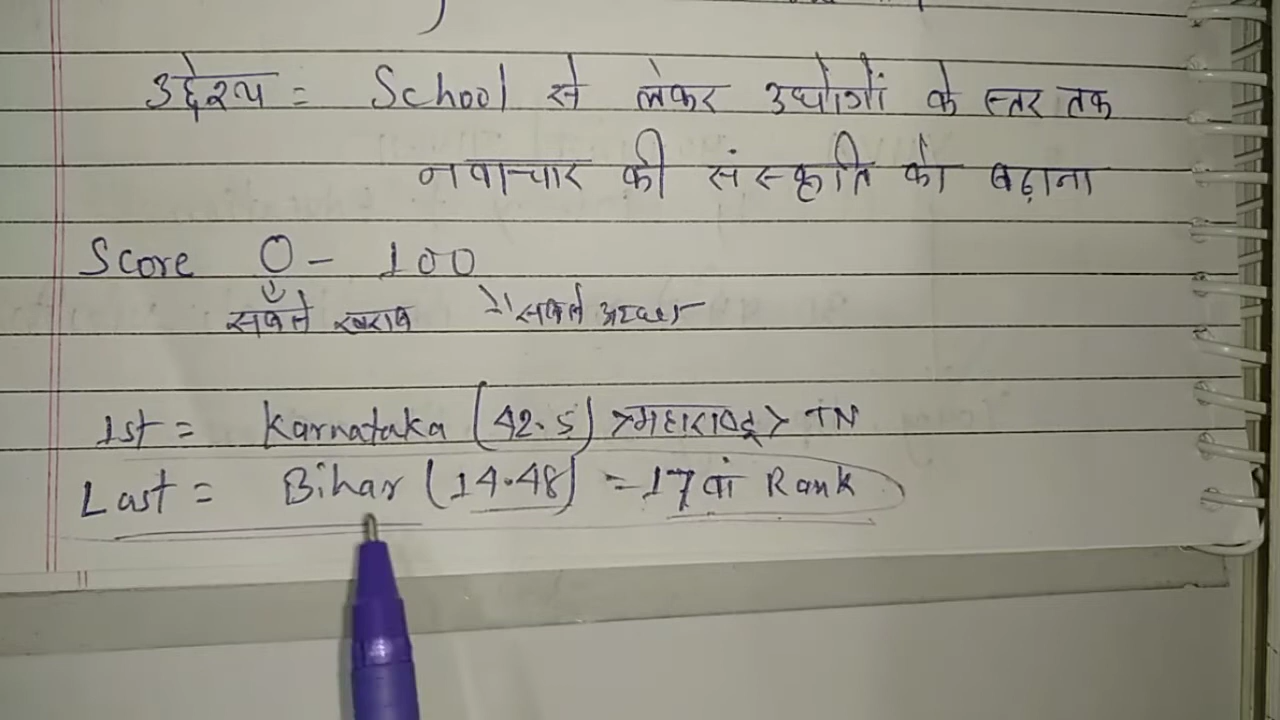 उद्देश्य = School से लेकर उद्योगों के स्तर तक
नवाचार की संस्कृति को बढ़ाना
Score 0 - 100
सबसे खराब सबसे अच्छा
1st = Karnataka (42.5) > महाराष्ट्र > TN
Last = Bihar (14.48) = 17वां Rank